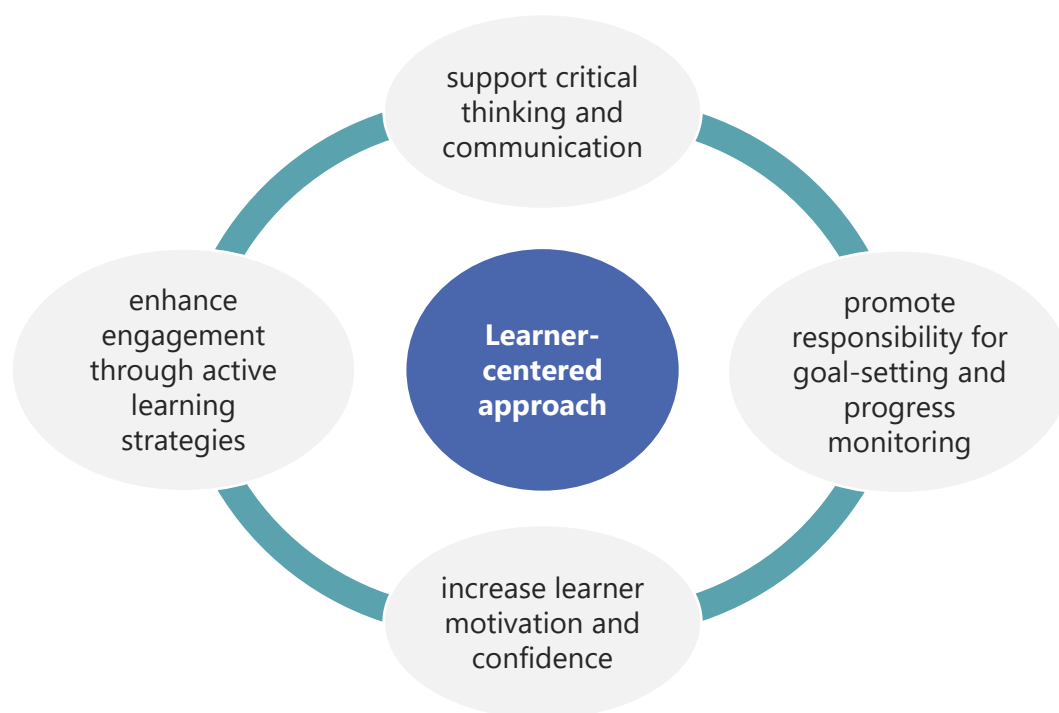 support critical
thinking and
communication
enhance
engagement
through active
learning
strategies
Learner-
centered
approach
promote
responsibility for
goal-setting and
progress
monitoring
increase learner
motivation and
confidence